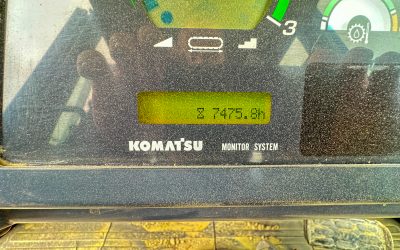 3
⧖ 7475.8h
KOMATSU MONITOR SYSTEM